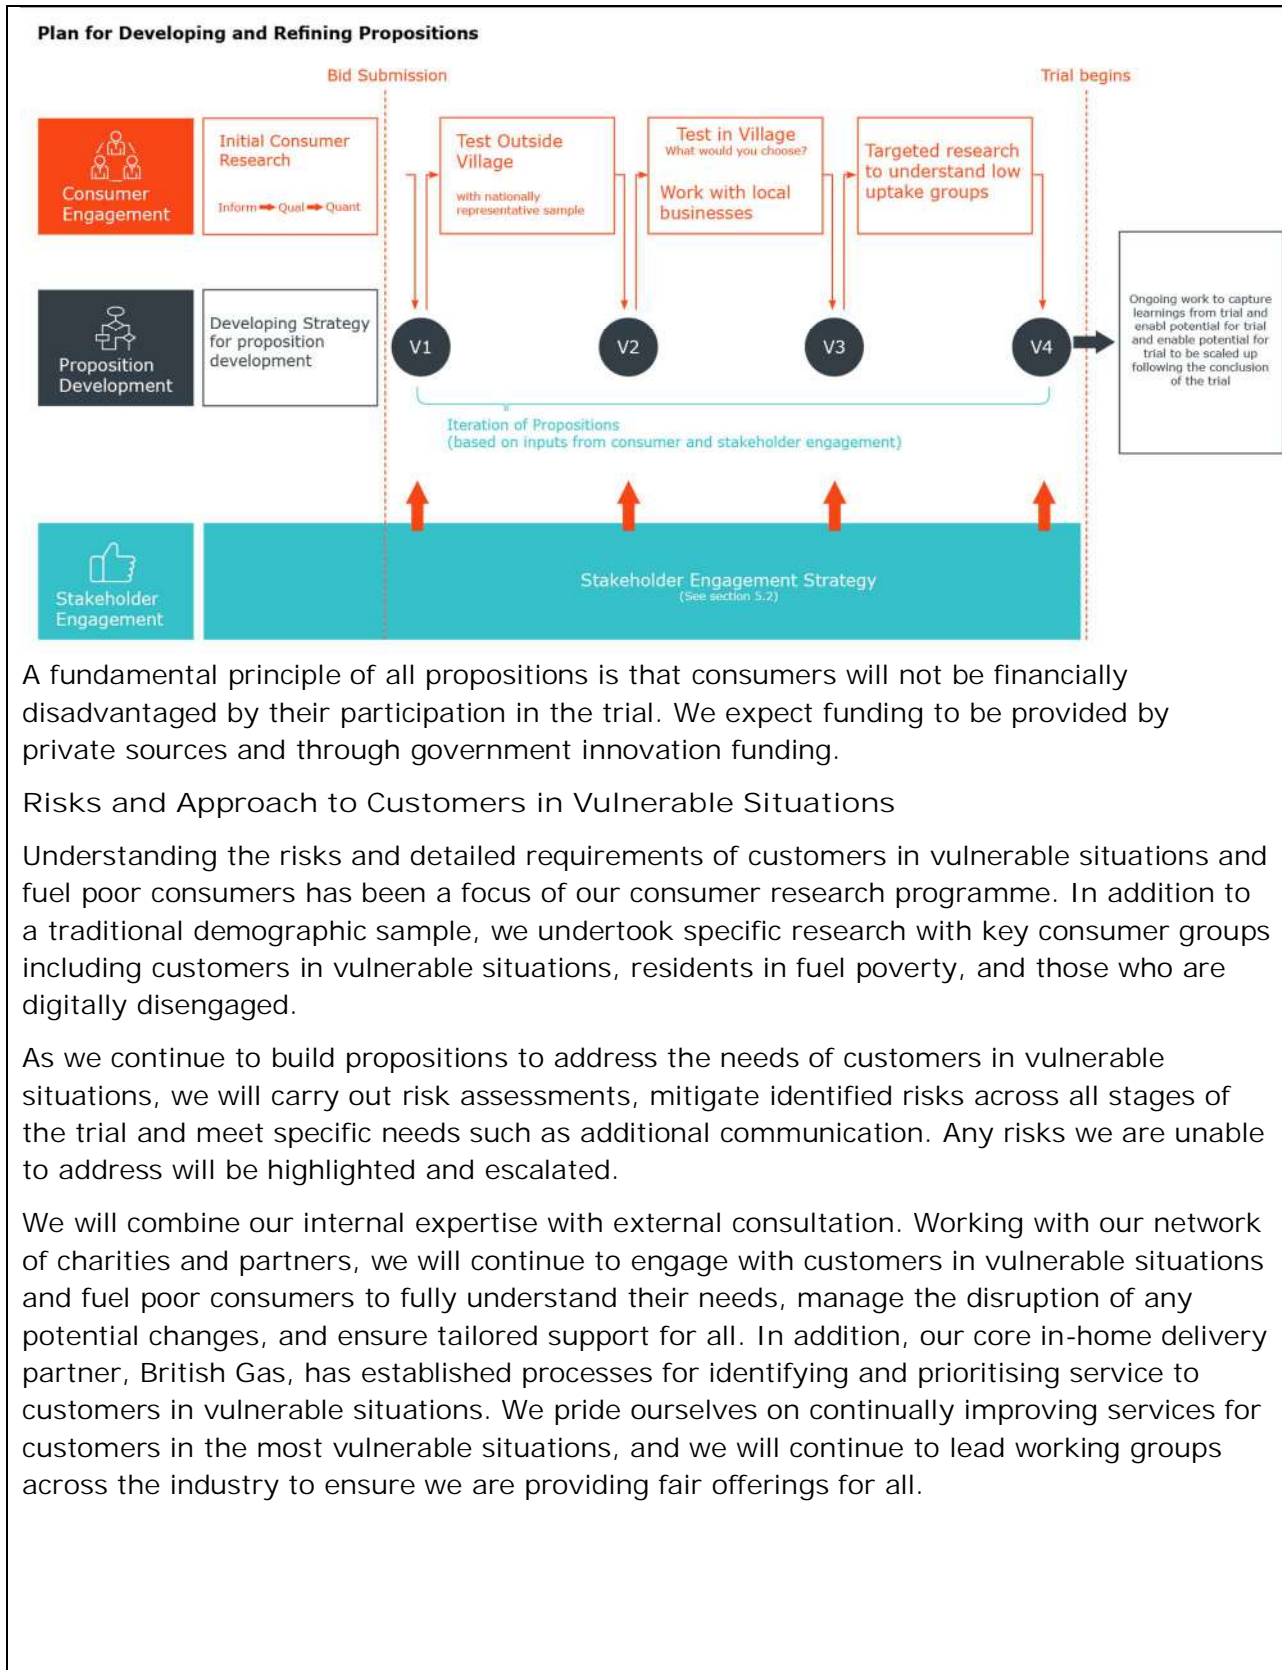 Plan for Developing and Refining Propositions
Bid Submission
Trial begins
Consumer
Engagement
Initial Consumer
Research
Inform Qual Quant
Test Outside
Village
with nationally
representative sample
Test in Village
What would you choose?
Work with local
businesses
Targeted research
to understand low
uptake groups
Proposition
Development
Developing Strategy
for proposition
development
V1
V2
V3
V4
Ongoing work to capture
learnings from trial and
enabl potential for trial
and enable potential for
trial to be scaled up
following the conclusion
of the trial
Iteration of Propositions
(based on inputs from consumer and stakeholder engagement)
Stakeholder
Engagement
Stakeholder Engagement Strategy
(See section 5.2)
A fundamental principle of all propositions is that consumers will not be financially
disadvantaged by their participation in the trial. We expect funding to be provided by
private sources and through government innovation funding.
Risks and Approach to Customers in Vulnerable Situations
Understanding the risks and detailed requirements of customers in vulnerable situations and
fuel poor consumers has been a focus of our consumer research programme. In addition to
a traditional demographic sample, we undertook specific research with key consumer groups
including customers in vulnerable situations, residents in fuel poverty, and those who are
digitally disengaged.
As we continue to build propositions to address the needs of customers in vulnerable
situations, we will carry out risk assessments, mitigate identified risks across all stages of
the trial and meet specific needs such as additional communication. Any risks we are unable
to address will be highlighted and escalated.
We will combine our internal expertise with external consultation. Working with our network
of charities and partners, we will continue to engage with customers in vulnerable situations
and fuel poor consumers to fully understand their needs, manage the disruption of any
potential changes, and ensure tailored support for all. In addition, our core in-home delivery
partner, British Gas, has established processes for identifying and prioritising service to
customers in vulnerable situations. We pride ourselves on continually improving services for
customers in the most vulnerable situations, and we will continue to lead working groups
across the industry to ensure we are providing fair offerings for all.